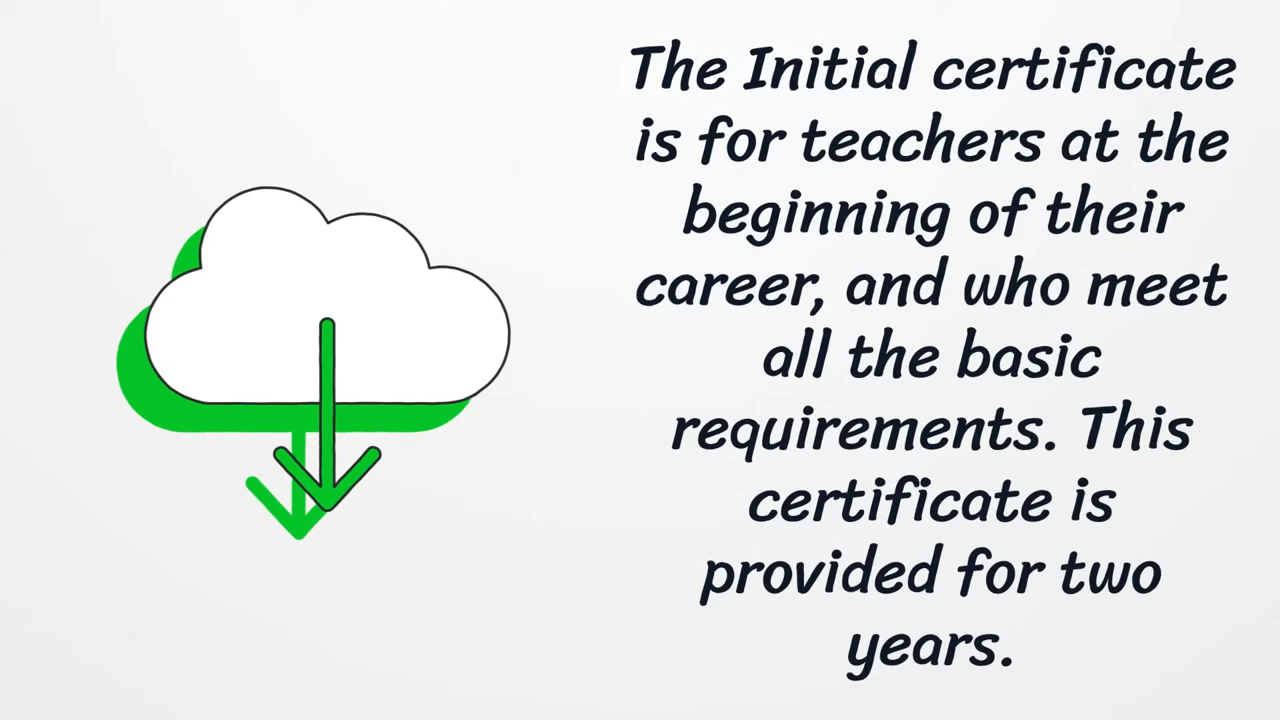 The Initial certificate
is for teachers at the
beginning of their
career, and who meet
all the basic
requirements. This
certificate is
provided for two
years.